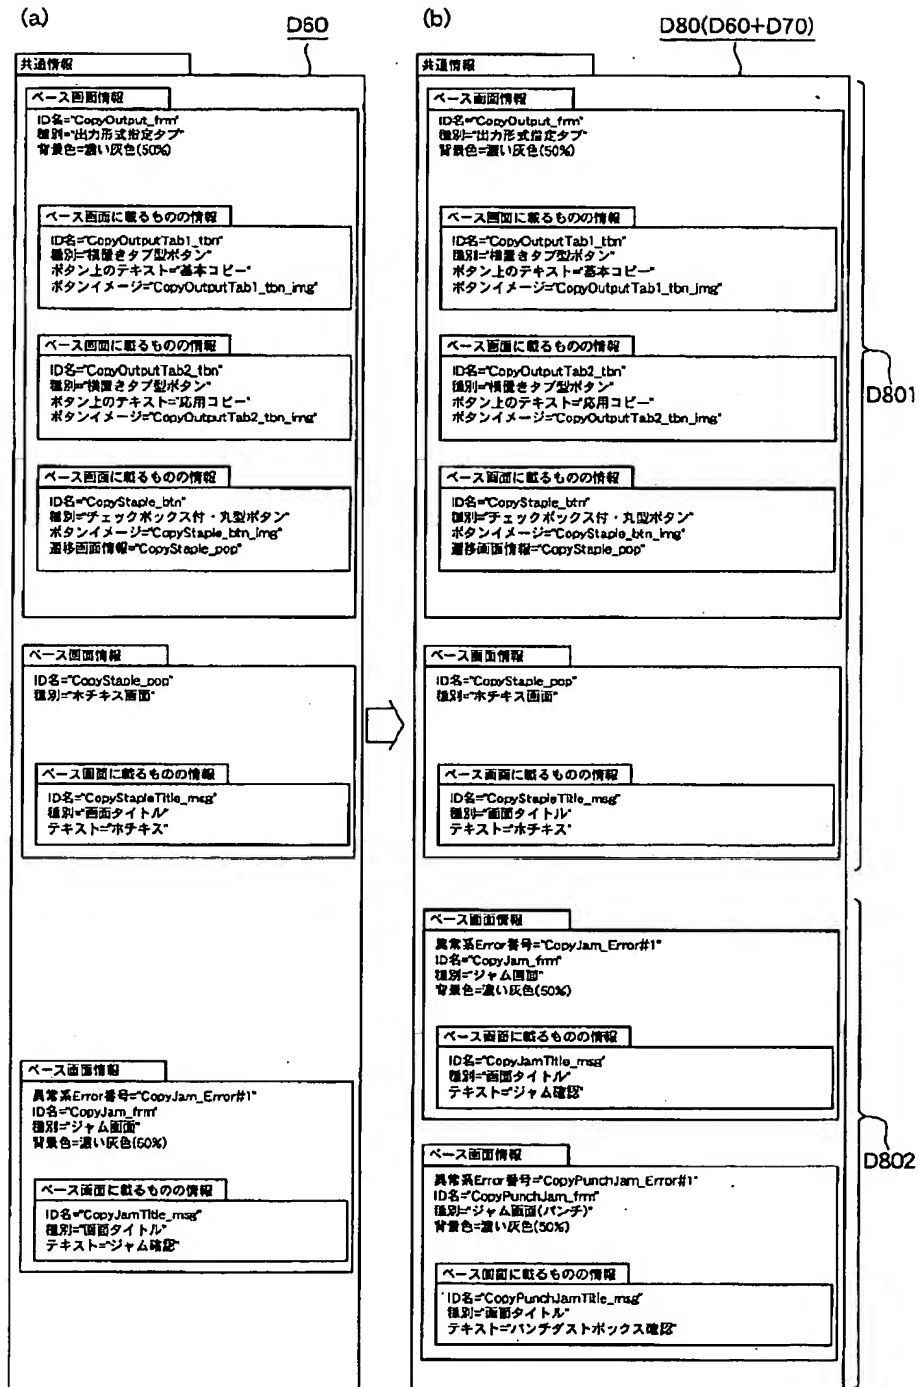 (a)
D60
共通情報
ベース画面情報
ID名="CopyOutput_frm"
種別="出力形式指定タブ"
背景色=濃い灰色(50%)
ベース画面に載るものの情報
ID名="CopyOutputTab1_tbn"
種別="横置きタブ型ボタン"
ボタン上のテキスト="基本コピー"
ボタンイメージ="CopyOutputTab1_tbn_img"
ベース画面に載るものの情報
ID名="CopyOutputTab2_tbn"
種別="横置きタブ型ボタン"
ボタン上のテキスト="応用コピー"
ボタンイメージ="CopyOutputTab2_tbn_img"
ベース画面に載るものの情報
ID名="CopyStaple_btn"
種別="チェックボックス付・丸型ボタン"
ボタンイメージ="CopyStaple_btn_img"
遷移画面情報="CopyStaple_pop"
ベース画面情報
ID名="CopyStaple_pop"
種別="ホチキス画面"
ベース画面に載るものの情報
ID名="CopyStapleTitle_msg"
種別="画面タイトル"
テキスト="ホチキス"
ベース画面情報
異常系Error番号="CopyJam_Error#1"
ID名="CopyJam_frm"
種別="ジャム画面"
背景色=濃い灰色(50%)
ベース画面に載るものの情報
ID名="CopyJamTitle_msg"
種別="画面タイトル"
テキスト="ジャム確認"
(b)
D80(D60+D70)
共通情報
ベース画面情報
ID名="CopyOutput_frm"
種別="出力形式指定タブ"
背景色=濃い灰色(50%)
ベース画面に載るものの情報
ID名="CopyOutputTab1_tbn"
種別="横置きタブ型ボタン"
ボタン上のテキスト="基本コピー"
ボタンイメージ="CopyOutputTab1_tbn_img"
ベース画面に載るものの情報
ID名="CopyOutputTab2_tbn"
種別="横置きタブ型ボタン"
ボタン上のテキスト="応用コピー"
ボタンイメージ="CopyOutputTab2_tbn_img"
ベース画面に載るものの情報
ID名="CopyStaple_btn"
種別="チェックボックス付・丸型ボタン"
ボタンイメージ="CopyStaple_btn_img"
遷移画面情報="CopyStaple_pop"
ベース画面情報
ID名="CopyStaple_pop"
種別="ホチキス画面"
ベース画面に載るものの情報
ID名="CopyStapleTitle_msg"
種別="画面タイトル"
テキスト="ホチキス"
D801
ベース画面情報
異常系Error番号="CopyJam_Error#1"
ID名="CopyJam_frm"
種別="ジャム画面"
背景色=濃い灰色(50%)
ベース画面に載るものの情報
ID名="CopyJamTitle_msg"
種別="画面タイトル"
テキスト="ジャム確認"
ベース画面情報
異常系Error番号="CopyPunchJam_Error#1"
ID名="CopyPunchJam_frm"
種別="ジャム画面(パンチ)"
背景色=濃い灰色(50%)
ベース画面に載るものの情報
ID名="CopyPunchJamTitle_msg"
種別="画面タイトル"
テキスト="パンチダストボックス確認"
D802